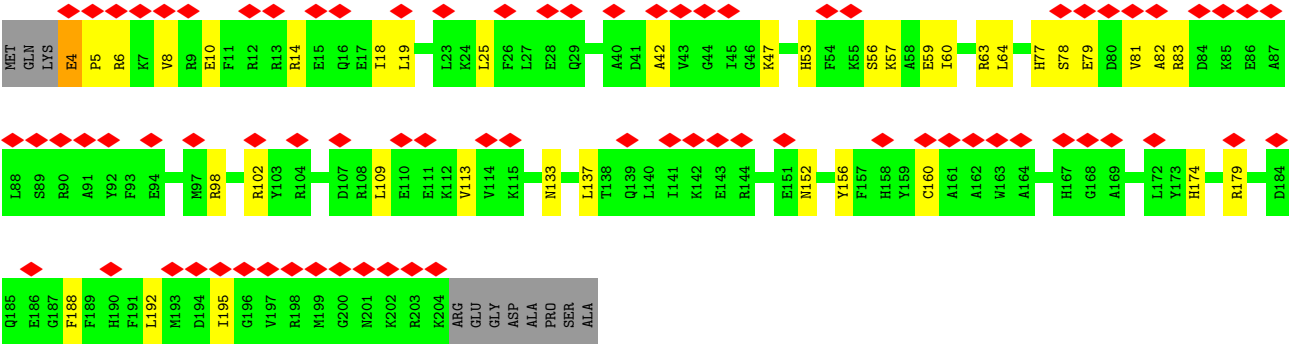 MET GLN LYS E4 P5 R6 K7 V8 R9 E10 F11 R12 R13 R14 E15 Q16 E17 I18 L19 L23 K24 L25 F26 L27 E28 Q29 A40 D41 A42 V43 G44 I45 G46 K47 H53 F54 K55 S56 K57 A58 E59 I60 R63 L64 H77 S78 E79 D80 V81 A82 R83 D84 K85 E86 A87
L88 S89 R90 A91 Y92 F93 E94 M97 R98 R102 Y103 R104 D107 R108 L109 E110 E111 K112 V113 V114 K115 N133 L137 T138 Q139 L140 I141 K142 E143 R144 E151 N152 Y156 F157 H158 Y159 C160 A161 A162 W163 A164 H167 G168 A169 L172 Y173 H174 R179 D184
Q185 E186 G187 F188 F189 H190 F191 L192 M193 D194 I195 G196 V197 R198 M199 G200 N201 K202 R203 K204 ARG GLU GLY ASP ALA PRO SER ALA